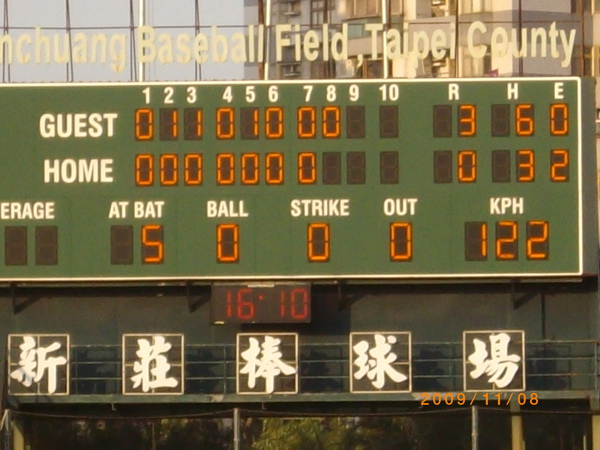 nchuang Baseball Field,Taipei County
1 2 3 4 5 6 7 8 9 10 R H E
GUEST 0 1 1 0 1 0 0 0 3 6 0
HOME 0 0 0 0 0 0 0 0 3 2
ERAGE AT BAT BALL STRIKE OUT KPH
5 0 0 0 122
16:10
新莊棒球場
2009/11/08